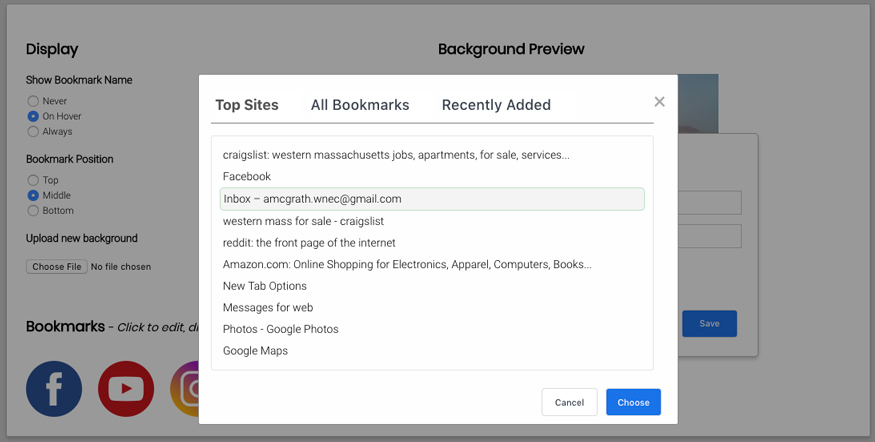 Display
Background Preview
Show Bookmark Name
Never
On Hover
Always
Bookmark Position
Top
Middle
Bottom
Upload new background
Choose File No file chosen
Bookmarks - Click to edit, d
Save
Top Sites All Bookmarks Recently Added
craigslist: western massachusetts jobs, apartments, for sale, services...
Facebook
Inbox – amcgrath.wnec@gmail.com
western mass for sale - craigslist
reddit: the front page of the internet
Amazon.com: Online Shopping for Electronics, Apparel, Computers, Books...
New Tab Options
Messages for web
Photos - Google Photos
Google Maps
Cancel Choose